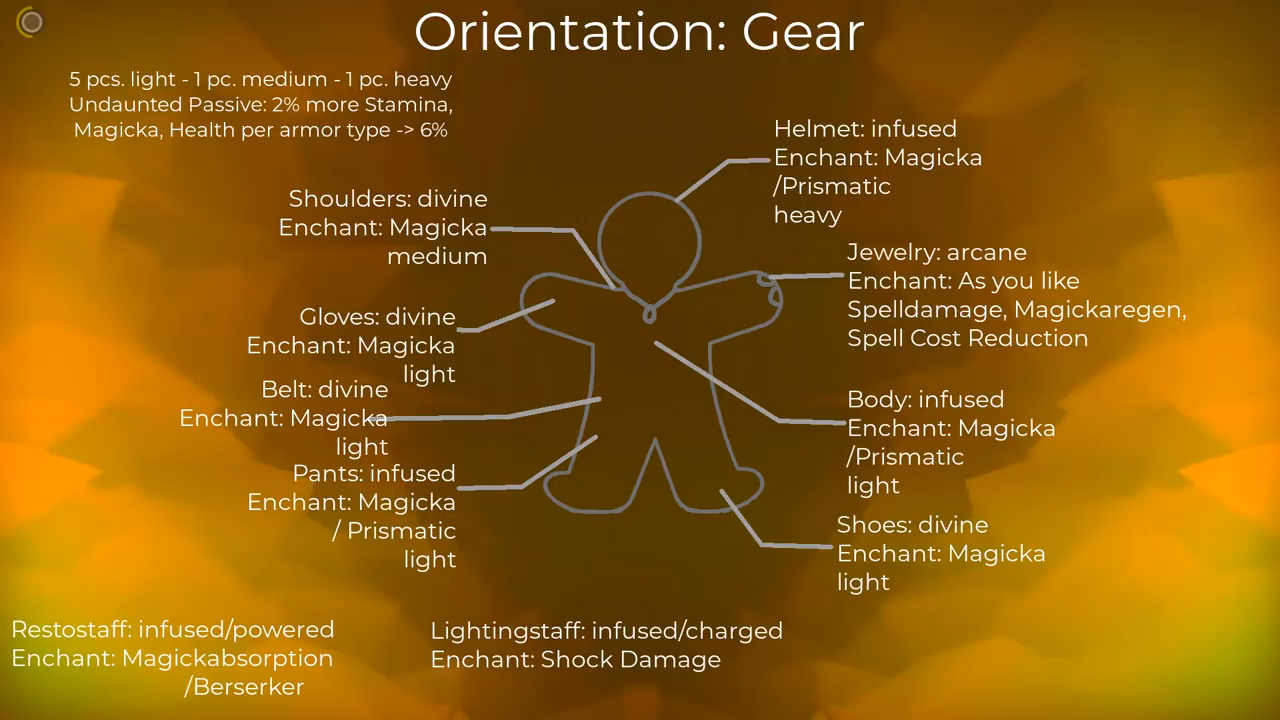 Orientation: Gear
5 pcs. light - 1 pc. medium - 1 pc. heavy
Undaunted Passive: 2% more Stamina,
Magicka, Health per armor type -> 6%
Helmet: infused
Enchant: Magicka
/Prismatic
heavy
Shoulders: divine
Enchant: Magicka
medium
Jewelry: arcane
Enchant: As you like
Spelldamage, Magickaregen,
Spell Cost Reduction
Gloves: divine
Enchant: Magicka
light
Belt: divine
Enchant: Magicka
light
Body: infused
Enchant: Magicka
/Prismatic
light
Pants: infused
Enchant: Magicka
/ Prismatic
light
Shoes: divine
Enchant: Magicka
light
Restostaff: infused/powered
Enchant: Magickabsorption
/Berserker
Lightingstaff: infused/charged
Enchant: Shock Damage